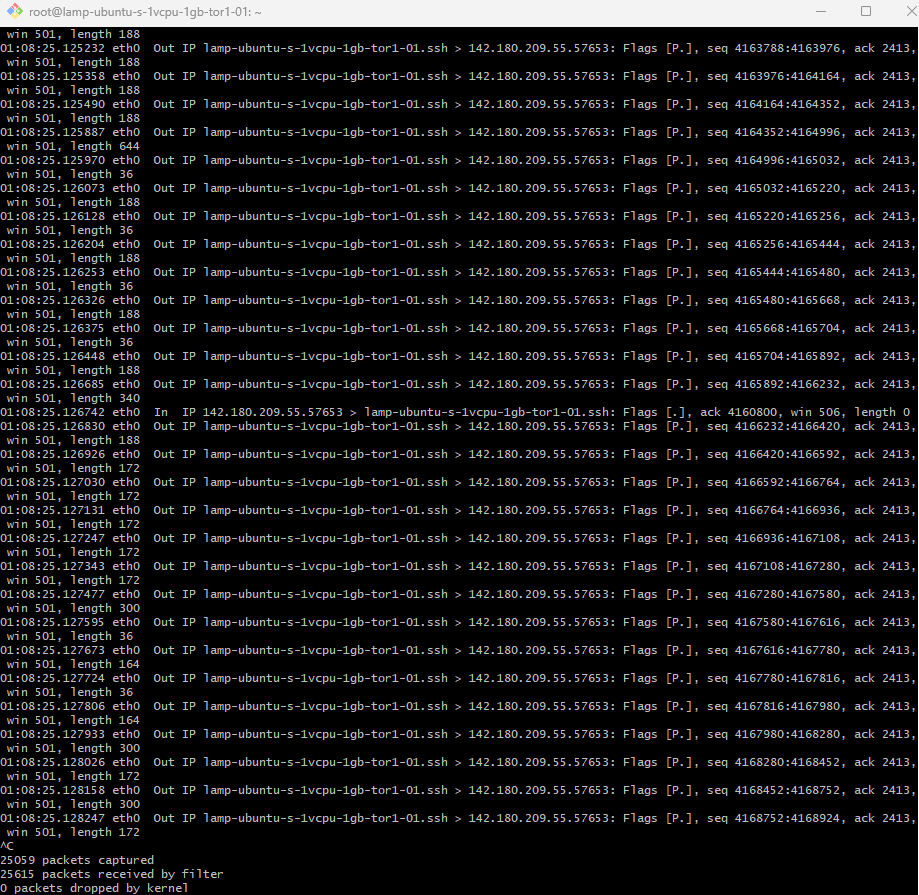 root@lamp-ubuntu-s-1vcpu-1gb-tor1-01: ~
win 501, length 188
01:08:25.125232 eth0  Out IP lamp-ubuntu-s-1vcpu-1gb-tor1-01.ssh > 142.180.209.55.57653: Flags [P.], seq 4163788:4163976, ack 2413,
win 501, length 188
01:08:25.125358 eth0  Out IP lamp-ubuntu-s-1vcpu-1gb-tor1-01.ssh > 142.180.209.55.57653: Flags [P.], seq 4163976:4164164, ack 2413,
win 501, length 188
01:08:25.125490 eth0  Out IP lamp-ubuntu-s-1vcpu-1gb-tor1-01.ssh > 142.180.209.55.57653: Flags [P.], seq 4164164:4164352, ack 2413,
win 501, length 188
01:08:25.125887 eth0  Out IP lamp-ubuntu-s-1vcpu-1gb-tor1-01.ssh > 142.180.209.55.57653: Flags [P.], seq 4164352:4164996, ack 2413,
win 501, length 644
01:08:25.125970 eth0  Out IP lamp-ubuntu-s-1vcpu-1gb-tor1-01.ssh > 142.180.209.55.57653: Flags [P.], seq 4164996:4165032, ack 2413,
win 501, length 36
01:08:25.126073 eth0  Out IP lamp-ubuntu-s-1vcpu-1gb-tor1-01.ssh > 142.180.209.55.57653: Flags [P.], seq 4165032:4165220, ack 2413,
win 501, length 188
01:08:25.126128 eth0  Out IP lamp-ubuntu-s-1vcpu-1gb-tor1-01.ssh > 142.180.209.55.57653: Flags [P.], seq 4165220:4165256, ack 2413,
win 501, length 36
01:08:25.126204 eth0  Out IP lamp-ubuntu-s-1vcpu-1gb-tor1-01.ssh > 142.180.209.55.57653: Flags [P.], seq 4165256:4165444, ack 2413,
win 501, length 188
01:08:25.126253 eth0  Out IP lamp-ubuntu-s-1vcpu-1gb-tor1-01.ssh > 142.180.209.55.57653: Flags [P.], seq 4165444:4165480, ack 2413,
win 501, length 36
01:08:25.126326 eth0  Out IP lamp-ubuntu-s-1vcpu-1gb-tor1-01.ssh > 142.180.209.55.57653: Flags [P.], seq 4165480:4165668, ack 2413,
win 501, length 188
01:08:25.126375 eth0  Out IP lamp-ubuntu-s-1vcpu-1gb-tor1-01.ssh > 142.180.209.55.57653: Flags [P.], seq 4165668:4165704, ack 2413,
win 501, length 36
01:08:25.126448 eth0  Out IP lamp-ubuntu-s-1vcpu-1gb-tor1-01.ssh > 142.180.209.55.57653: Flags [P.], seq 4165704:4165892, ack 2413,
win 501, length 188
01:08:25.126685 eth0  Out IP lamp-ubuntu-s-1vcpu-1gb-tor1-01.ssh > 142.180.209.55.57653: Flags [P.], seq 4165892:4166232, ack 2413,
win 501, length 340
01:08:25.126742 eth0  In  IP 142.180.209.55.57653 > lamp-ubuntu-s-1vcpu-1gb-tor1-01.ssh: Flags [.], ack 4160800, win 506, length 0
01:08:25.126830 eth0  Out IP lamp-ubuntu-s-1vcpu-1gb-tor1-01.ssh > 142.180.209.55.57653: Flags [P.], seq 4166232:4166420, ack 2413,
win 501, length 188
01:08:25.126926 eth0  Out IP lamp-ubuntu-s-1vcpu-1gb-tor1-01.ssh > 142.180.209.55.57653: Flags [P.], seq 4166420:4166592, ack 2413,
win 501, length 172
01:08:25.127030 eth0  Out IP lamp-ubuntu-s-1vcpu-1gb-tor1-01.ssh > 142.180.209.55.57653: Flags [P.], seq 4166592:4166764, ack 2413,
win 501, length 172
01:08:25.127131 eth0  Out IP lamp-ubuntu-s-1vcpu-1gb-tor1-01.ssh > 142.180.209.55.57653: Flags [P.], seq 4166764:4166936, ack 2413,
win 501, length 172
01:08:25.127247 eth0  Out IP lamp-ubuntu-s-1vcpu-1gb-tor1-01.ssh > 142.180.209.55.57653: Flags [P.], seq 4166936:4167108, ack 2413,
win 501, length 172
01:08:25.127343 eth0  Out IP lamp-ubuntu-s-1vcpu-1gb-tor1-01.ssh > 142.180.209.55.57653: Flags [P.], seq 4167108:4167280, ack 2413,
win 501, length 172
01:08:25.127477 eth0  Out IP lamp-ubuntu-s-1vcpu-1gb-tor1-01.ssh > 142.180.209.55.57653: Flags [P.], seq 4167280:4167580, ack 2413,
win 501, length 300
01:08:25.127595 eth0  Out IP lamp-ubuntu-s-1vcpu-1gb-tor1-01.ssh > 142.180.209.55.57653: Flags [P.], seq 4167580:4167616, ack 2413,
win 501, length 36
01:08:25.127673 eth0  Out IP lamp-ubuntu-s-1vcpu-1gb-tor1-01.ssh > 142.180.209.55.57653: Flags [P.], seq 4167616:4167780, ack 2413,
win 501, length 164
01:08:25.127724 eth0  Out IP lamp-ubuntu-s-1vcpu-1gb-tor1-01.ssh > 142.180.209.55.57653: Flags [P.], seq 4167780:4167816, ack 2413,
win 501, length 36
01:08:25.127806 eth0  Out IP lamp-ubuntu-s-1vcpu-1gb-tor1-01.ssh > 142.180.209.55.57653: Flags [P.], seq 4167816:4167980, ack 2413,
win 501, length 164
01:08:25.127933 eth0  Out IP lamp-ubuntu-s-1vcpu-1gb-tor1-01.ssh > 142.180.209.55.57653: Flags [P.], seq 4167980:4168280, ack 2413,
win 501, length 300
01:08:25.128026 eth0  Out IP lamp-ubuntu-s-1vcpu-1gb-tor1-01.ssh > 142.180.209.55.57653: Flags [P.], seq 4168280:4168452, ack 2413,
win 501, length 172
01:08:25.128158 eth0  Out IP lamp-ubuntu-s-1vcpu-1gb-tor1-01.ssh > 142.180.209.55.57653: Flags [P.], seq 4168452:4168752, ack 2413,
win 501, length 300
01:08:25.128247 eth0  Out IP lamp-ubuntu-s-1vcpu-1gb-tor1-01.ssh > 142.180.209.55.57653: Flags [P.], seq 4168752:4168924, ack 2413,
win 501, length 172
^C
25059 packets captured
25615 packets received by filter
0 packets dropped by kernel